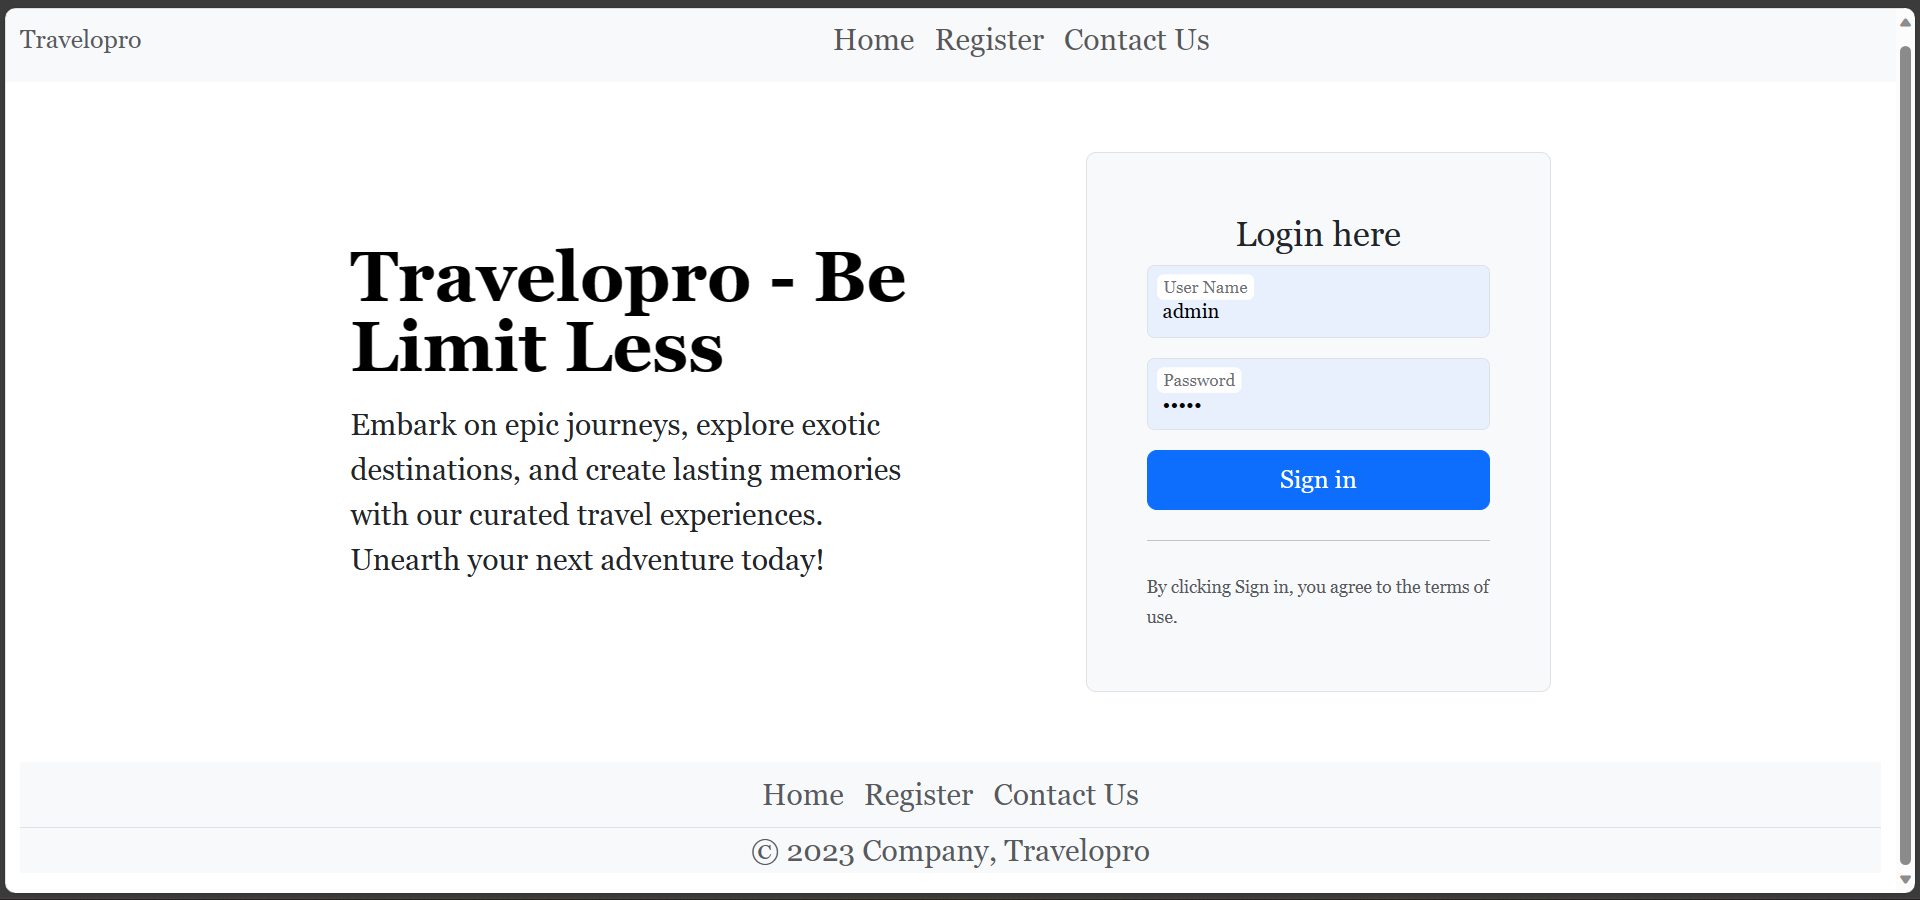 Travelopro
Home Register Contact Us
Travelopro - Be
Limit Less
Embark on epic journeys, explore exotic
destinations, and create lasting memories
with our curated travel experiences.
Unearth your next adventure today!
Login here
User Name
admin
Password
•••••
Sign in
By clicking Sign in, you agree to the terms of
use.
Home Register Contact Us
© 2023 Company, Travelopro